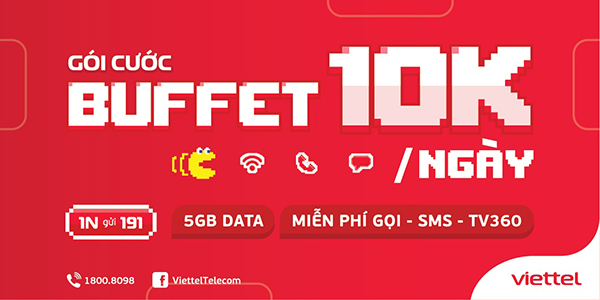 GÓI CƯỚC
BUFFET 10K
/NGÀY
1N gửi 191
5GB DATA
MIỄN PHÍ GỌI - SMS - TV360
1800.8098
ViettelTelecom
viettel